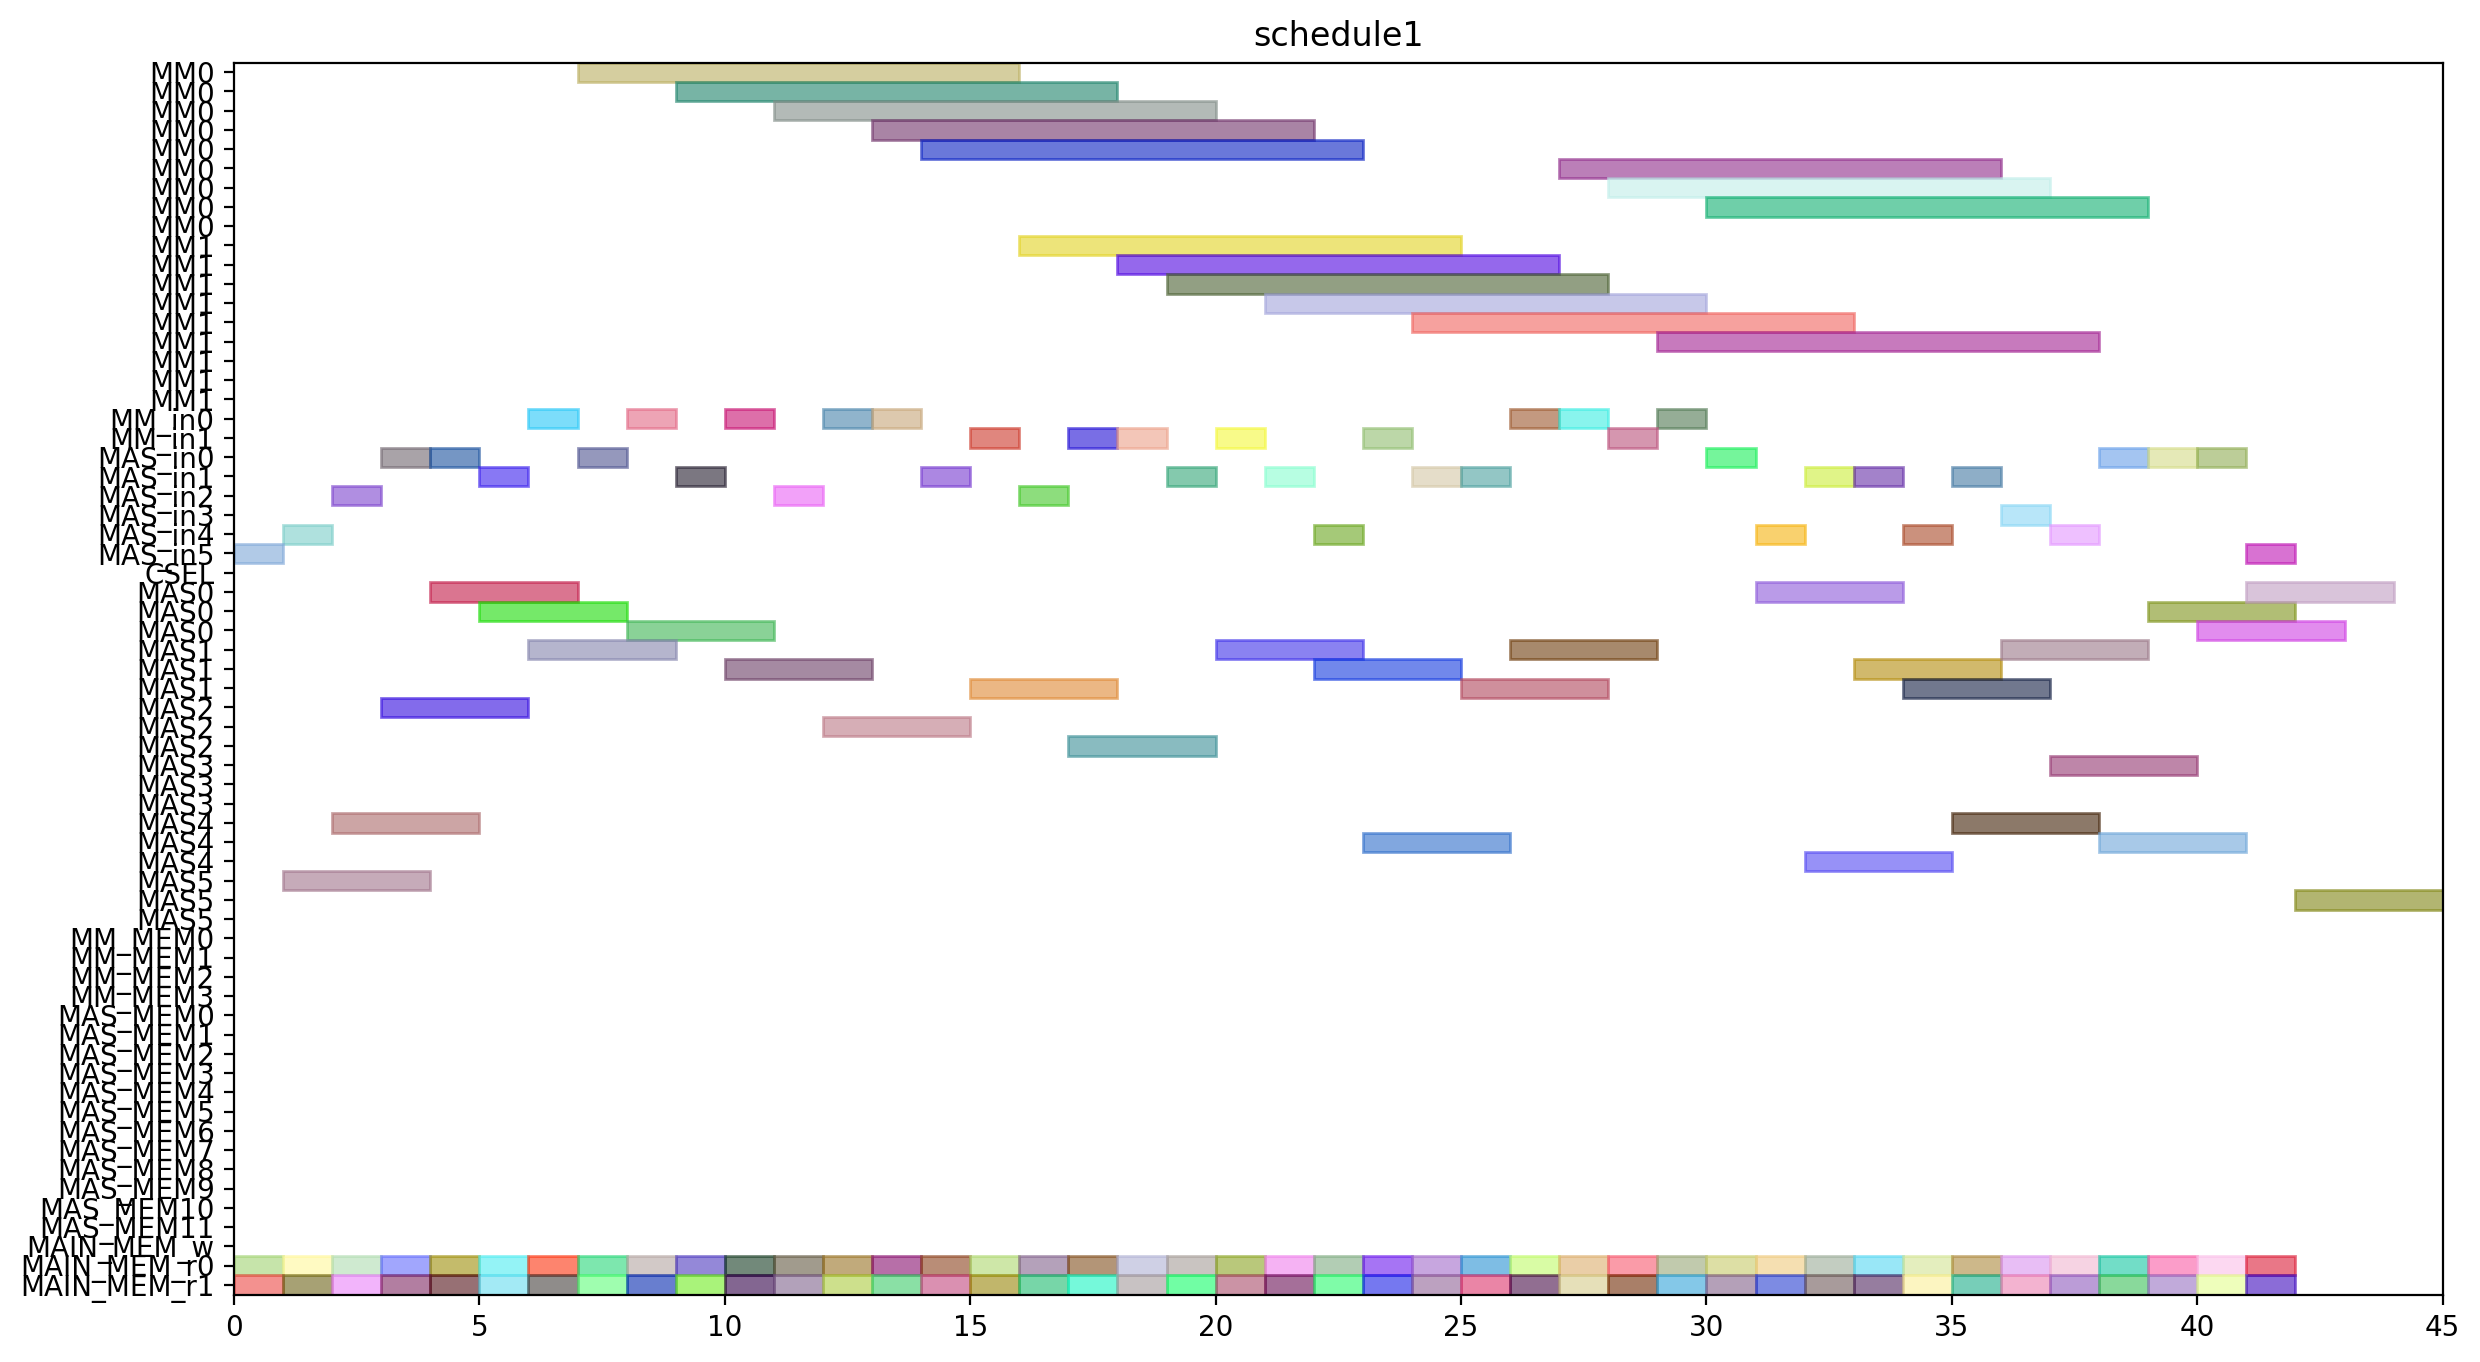 schedule1
MM0
MM0
MM0
MM0
MM0
MM0
MM0
MM0
MM0
MM1
MM1
MM1
MM1
MM1
MM1
MM1
MM1
MM1
MM_in0
MM_in1
MAS_in0
MAS_in1
MAS_in2
MAS_in3
MAS_in4
MAS_in5
CSEL
MAS0
MAS0
MAS0
MAS1
MAS1
MAS1
MAS2
MAS2
MAS2
MAS3
MAS3
MAS3
MAS4
MAS4
MAS4
MAS5
MAS5
MAS5
MM_MEM0
MM_MEM1
MM_MEM2
MM_MEM3
MAS_MEM0
MAS_MEM1
MAS_MEM2
MAS_MEM3
MAS_MEM4
MAS_MEM5
MAS_MEM6
MAS_MEM7
MAS_MEM8
MAS_MEM9
MAS_MEM10
MAS_MEM11
MAIN_MEM_w
MAIN_MEM_r0
MAIN_MEM_r1
0 5 10 15 20 25 30 35 40 45